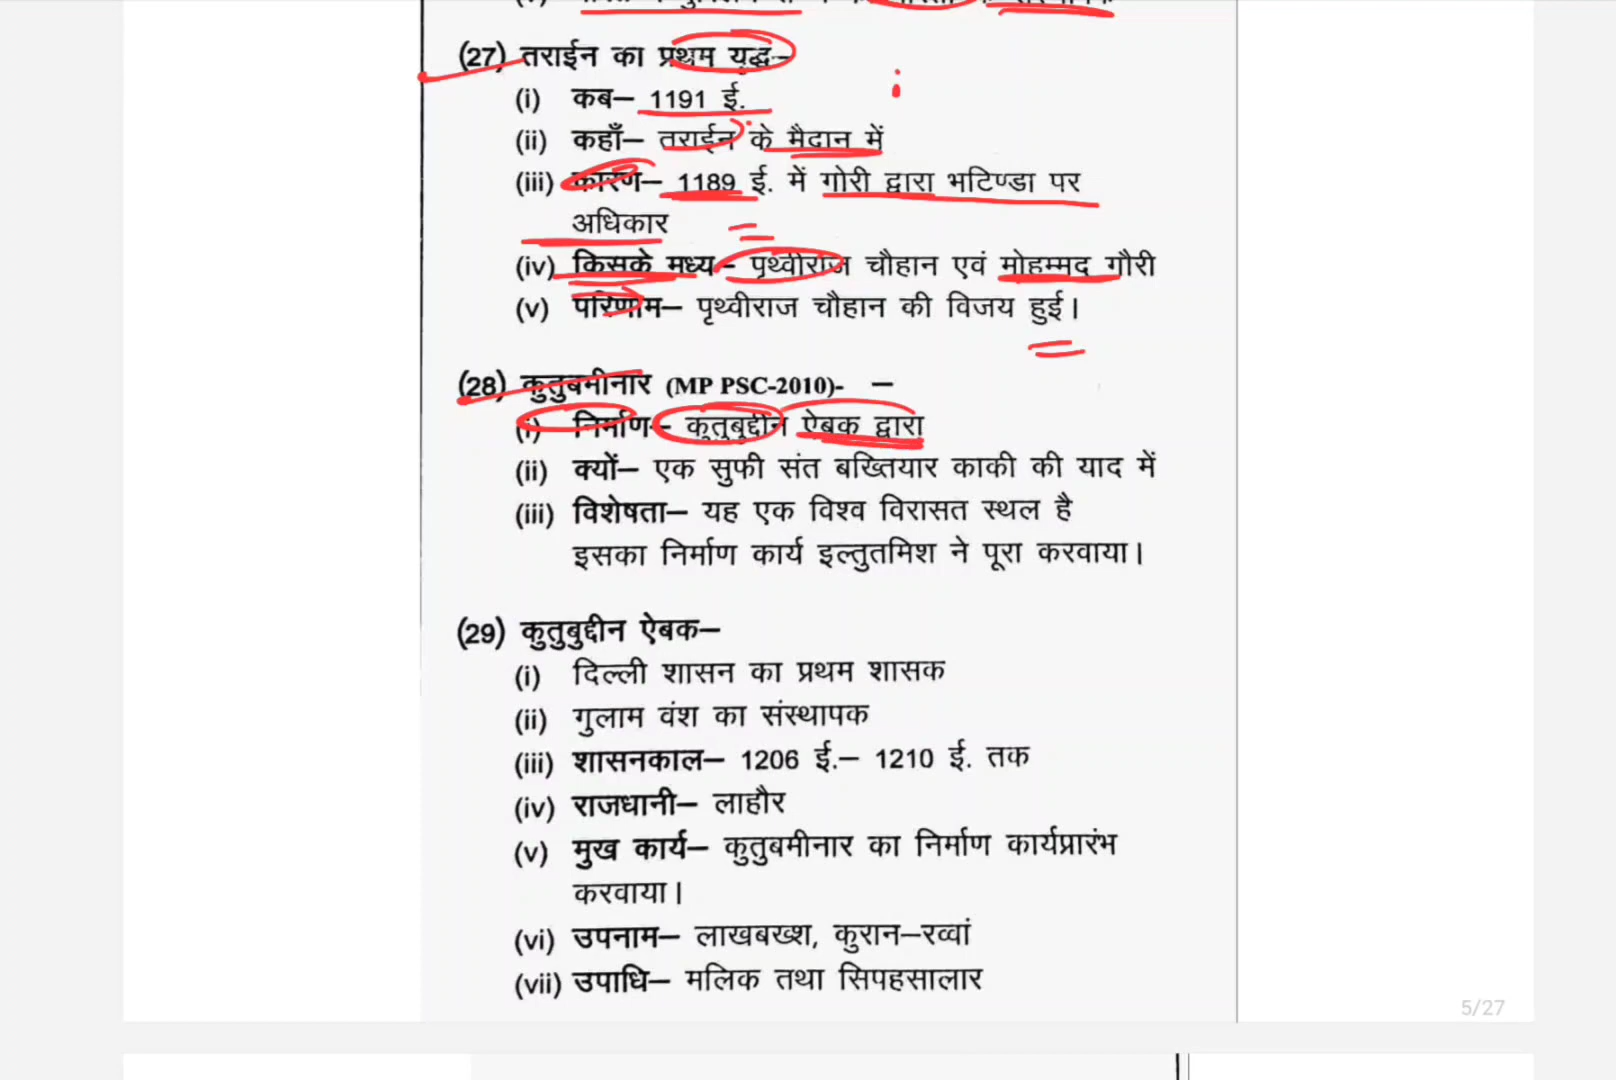 (27) तराईन का प्रथम युद्ध–
(i) कब– 1191 ई.
(ii) कहाँ– तराईन के मैदान में
(iii) कारण– 1189 ई. में गोरी द्वारा भटिण्डा पर
अधिकार
(iv) किसके मध्य– पृथ्वीराज चौहान एवं मोहम्मद गौरी
(v) परिणाम– पृथ्वीराज चौहान की विजय हुई।
(28) कुतुबमीनार (MP PSC-2010)- –
(i) निर्माण– कुतुबुद्दीन ऐबक द्वारा
(ii) क्यों– एक सुफी संत बख्तियार काकी की याद में
(iii) विशेषता– यह एक विश्व विरासत स्थल है
इसका निर्माण कार्य इल्तुतमिश ने पूरा करवाया।
(29) कुतुबुद्दीन ऐबक–
(i) दिल्ली शासन का प्रथम शासक
(ii) गुलाम वंश का संस्थापक
(iii) शासनकाल– 1206 ई.– 1210 ई. तक
(iv) राजधानी– लाहौर
(v) मुख कार्य– कुतुबमीनार का निर्माण कार्यप्रारंभ
करवाया।
(vi) उपनाम– लाखबख्श, कुरान–रव्वां
(vii) उपाधि– मलिक तथा सिपहसालार
5/27